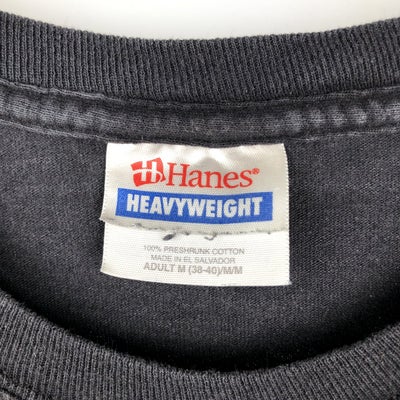 Hanes®
HEAVYWEIGHT
100% PRESHRUNK COTTON
MADE IN EL SALVADOR
ADULT M (38-40)/M/M